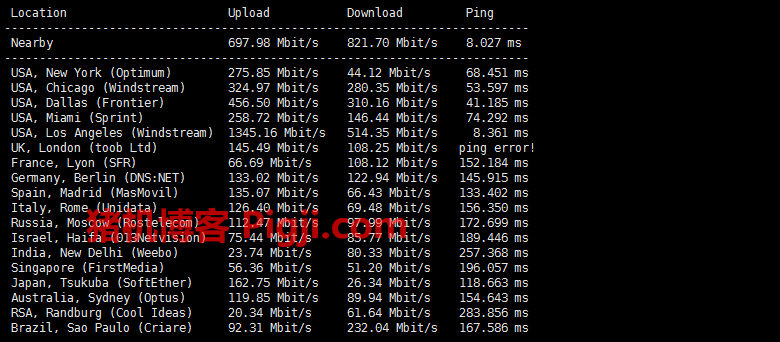 Location Upload Download Ping
Nearby 697.98 Mbit/s 821.70 Mbit/s 8.027 ms
USA, New York (Optimum) 275.85 Mbit/s 44.12 Mbit/s 68.451 ms
USA, Chicago (Windstream) 324.97 Mbit/s 280.35 Mbit/s 53.597 ms
USA, Dallas (Frontier) 456.50 Mbit/s 310.16 Mbit/s 41.185 ms
USA, Miami (Sprint) 258.72 Mbit/s 146.44 Mbit/s 74.292 ms
USA, Los Angeles (Windstream) 1345.16 Mbit/s 514.35 Mbit/s 8.361 ms
UK, London (toob Ltd) 145.49 Mbit/s 108.25 Mbit/s ping error!
France, Lyon (SFR) 66.69 Mbit/s 108.12 Mbit/s 152.184 ms
Germany, Berlin (DNS:NET) 133.02 Mbit/s 122.94 Mbit/s 145.915 ms
Spain, Madrid (MasMovil) 135.07 Mbit/s 66.43 Mbit/s 133.402 ms
Italy, Rome (Unidata) 126.40 Mbit/s 69.48 Mbit/s 156.350 ms
Russia, Moscow (Rostelecom) 112.47 Mbit/s 97.99 Mbit/s 172.699 ms
猪叽博客 Pigji.com
Israel, Haifa (013Netvision) 75.44 Mbit/s 85.77 Mbit/s 189.446 ms
India, New Delhi (Weebo) 23.74 Mbit/s 80.33 Mbit/s 257.368 ms
Singapore (FirstMedia) 56.36 Mbit/s 51.20 Mbit/s 196.057 ms
Japan, Tsukuba (SoftEther) 162.75 Mbit/s 26.34 Mbit/s 118.663 ms
Australia, Sydney (Optus) 119.85 Mbit/s 89.94 Mbit/s 154.643 ms
RSA, Randburg (Cool Ideas) 20.34 Mbit/s 61.64 Mbit/s 283.856 ms
Brazil, Sao Paulo (Criare) 92.31 Mbit/s 232.04 Mbit/s 167.586 ms